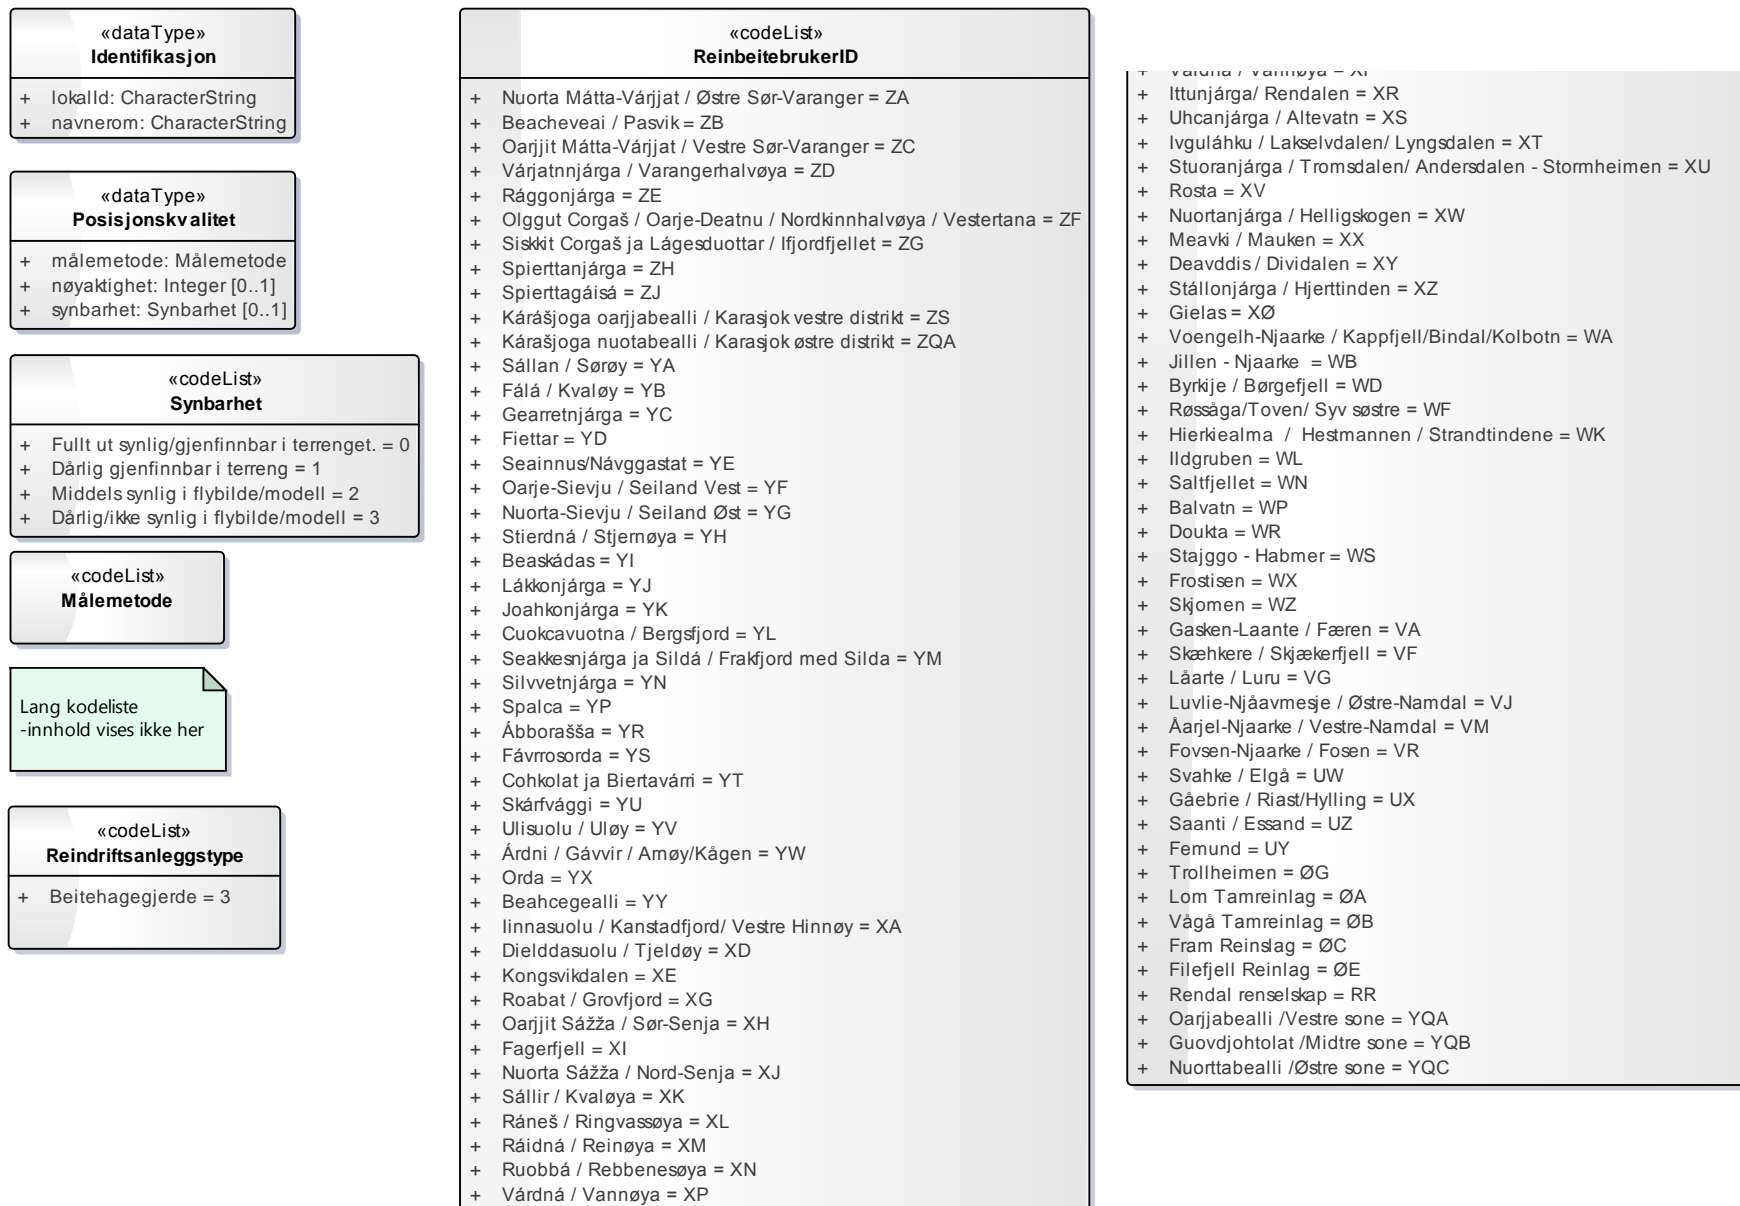 «dataType»
Identifikasjon
+ lokalId: CharacterString
+ navnerom: CharacterString
«dataType»
Posisjonskvalitet
+ målemetode: Målemetode
+ nøyaktighet: Integer [0..1]
+ synbarhet: Synbarhet [0..1]
«codeList»
Synbarhet
+ Fullt ut synlig/gjenfinnbar i terrenget. = 0
+ Dårlig gjenfinnbar i terreng = 1
+ Middels synlig i flybilde/modell = 2
+ Dårlig/ikke synlig i flybilde/modell = 3
«codeList»
Målemetode
Lang kodeliste
-innhold vises ikke her
«codeList»
Reindriftsanleggstype
+ Beitehagegjerde = 3
«codeList»
ReinbeitebrukerID
+ Nuorta Mátta-Várjjat / Østre Sør-Varanger = ZA
+ Beacheveai / Pasvik = ZB
+ Oarjjit Mátta-Várjjat / Vestre Sør-Varanger = ZC
+ Várjatnnjárga / Varangerhalvøya = ZD
+ Rággonjárga = ZE
+ Olggut Corgaš / Oarje-Deatnu / Nordkinnhalvøya / Vestertana = ZF
+ Siskkit Corgaš ja Lágesduottar / Ifjordfjellet = ZG
+ Spierttanjárga = ZH
+ Spierttagáisá = ZJ
+ Kárášjoga oarjjabealli / Karasjok vestre distrikt = ZS
+ Kárašjoga nuotabealli / Karasjok østre distrikt = ZQA
+ Sállan / Sørøy = YA
+ Fálá / Kvaløy = YB
+ Gearretnjárga = YC
+ Fiettar = YD
+ Seainnus/Návggastat = YE
+ Oarje-Sievju / Seiland Vest = YF
+ Nuorta-Sievju / Seiland Øst = YG
+ Stierdná / Stjernøya = YH
+ Beaskádas = YI
+ Lákkonjárga = YJ
+ Joahkonjárga = YK
+ Cuokcavuotna / Bergsfjord = YL
+ Seakkesnjárga ja Sildá / Frakfjord med Silda = YM
+ Silvvetnjárga = YN
+ Spalca = YP
+ Ábborašša = YR
+ Fávrrosorda = YS
+ Cohkolat ja Biertavárri = YT
+ Skárfvággi = YU
+ Ulisuolu / Uløy = YV
+ Árdni / Gávvir / Arnøy/Kågen = YW
+ Orda = YX
+ Beahcegealli = YY
+ Iinnasuolu / Kanstadfjord/ Vestre Hinnøy = XA
+ Dielddasuolu / Tjeldøy = XD
+ Kongsvikdalen = XE
+ Roabat / Grovfjord = XG
+ Oarjjit Sážža / Sør-Senja = XH
+ Fagerfjell = XI
+ Nuorta Sážža / Nord-Senja = XJ
+ Sállir / Kvaløya = XK
+ Ráneš / Ringvassøya = XL
+ Ráidná / Reinøya = XM
+ Ruobbá / Rebbenesøya = XN
+ Várdná / Vannøya = XP
+ Várdná / Vannøya = XP
+ Ittunjárga/ Rendalen = XR
+ Uhcanjárga / Altevatn = XS
+ Ivguláhku / Lakselvdalen/ Lyngsdalen = XT
+ Stuoranjárga / Tromsdalen/ Andersdalen - Stormheimen = XU
+ Rosta = XV
+ Nuortanjárga / Helligskogen = XW
+ Meavki / Mauken = XX
+ Deavddis / Dividalen = XY
+ Stállonjárga / Hjerttinden = XZ
+ Gielas = XØ
+ Voengelh-Njaarke / Kappfjell/Bindal/Kolbotn = WA
+ Jillen - Njaarke = WB
+ Byrkije / Børgefjell = WD
+ Røssåga/Toven/ Syv søstre = WF
+ Hierkiealma / Hestmannen / Strandtindene = WK
+ Ildgruben = WL
+ Saltfjellet = WN
+ Balvatn = WP
+ Doukta = WR
+ Stajggo - Habmer = WS
+ Frostisen = WX
+ Skjomen = WZ
+ Gasken-Laante / Færen = VA
+ Skæhkere / Skjækerfjell = VF
+ Låarte / Luru = VG
+ Luvlie-Njåavmesje / Østre-Namdal = VJ
+ Åarjel-Njaarke / Vestre-Namdal = VM
+ Fovsen-Njaarke / Fosen = VR
+ Svahke / Elgå = UW
+ Gåebrie / Riast/Hylling = UX
+ Saanti / Essand = UZ
+ Femund = UY
+ Trollheimen = ØG
+ Lom Tamreinlag = ØA
+ Vågå Tamreinlag = ØB
+ Fram Reinslag = ØC
+ Filefjell Reinlag = ØE
+ Rendal renselskap = RR
+ Oarjjabealli /Vestre sone = YQA
+ Guovdjohtolat /Midtre sone = YQB
+ Nuorttabealli /Østre sone = YQC